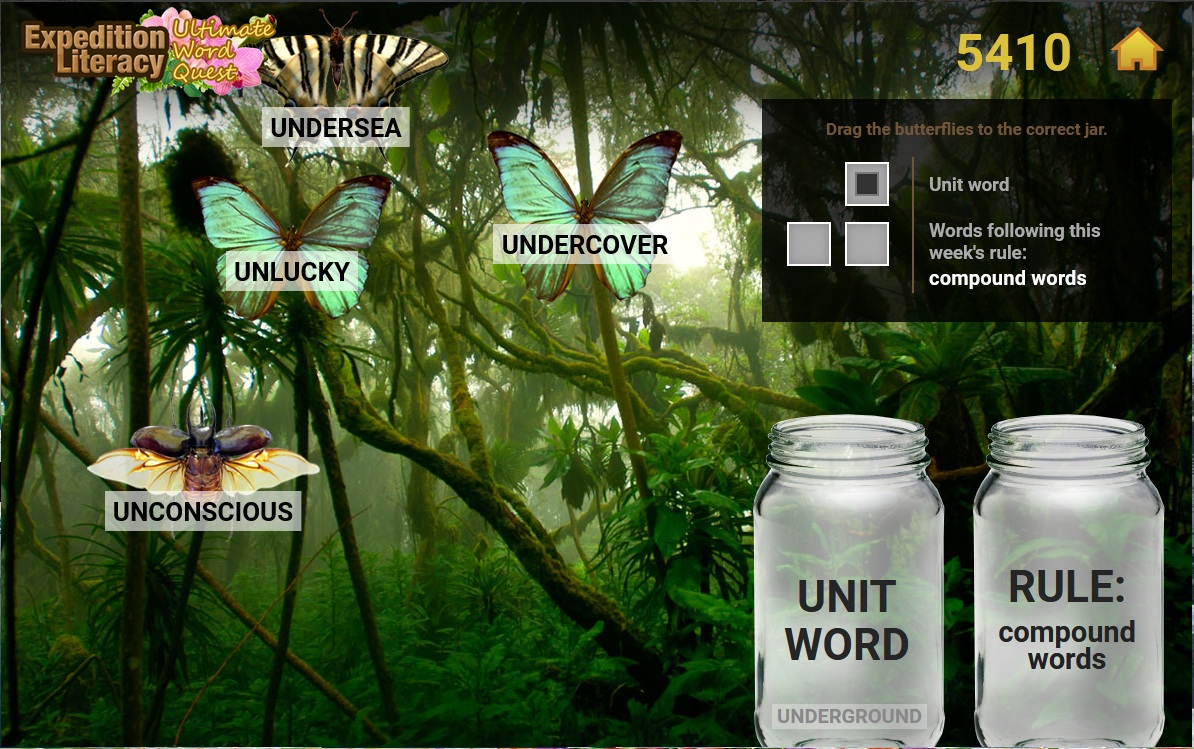 Expedition
Literacy
Ultimate
Word
Quest
5410
UNDERSEA
Drag the butterflies to the correct jar.
Unit word
UNDERCOVER
Words following this
week's rule:
UNLUCKY
compound words
UNCONSCIOUS
UNIT
WORD
UNDERGROUND
RULE:
compound
words